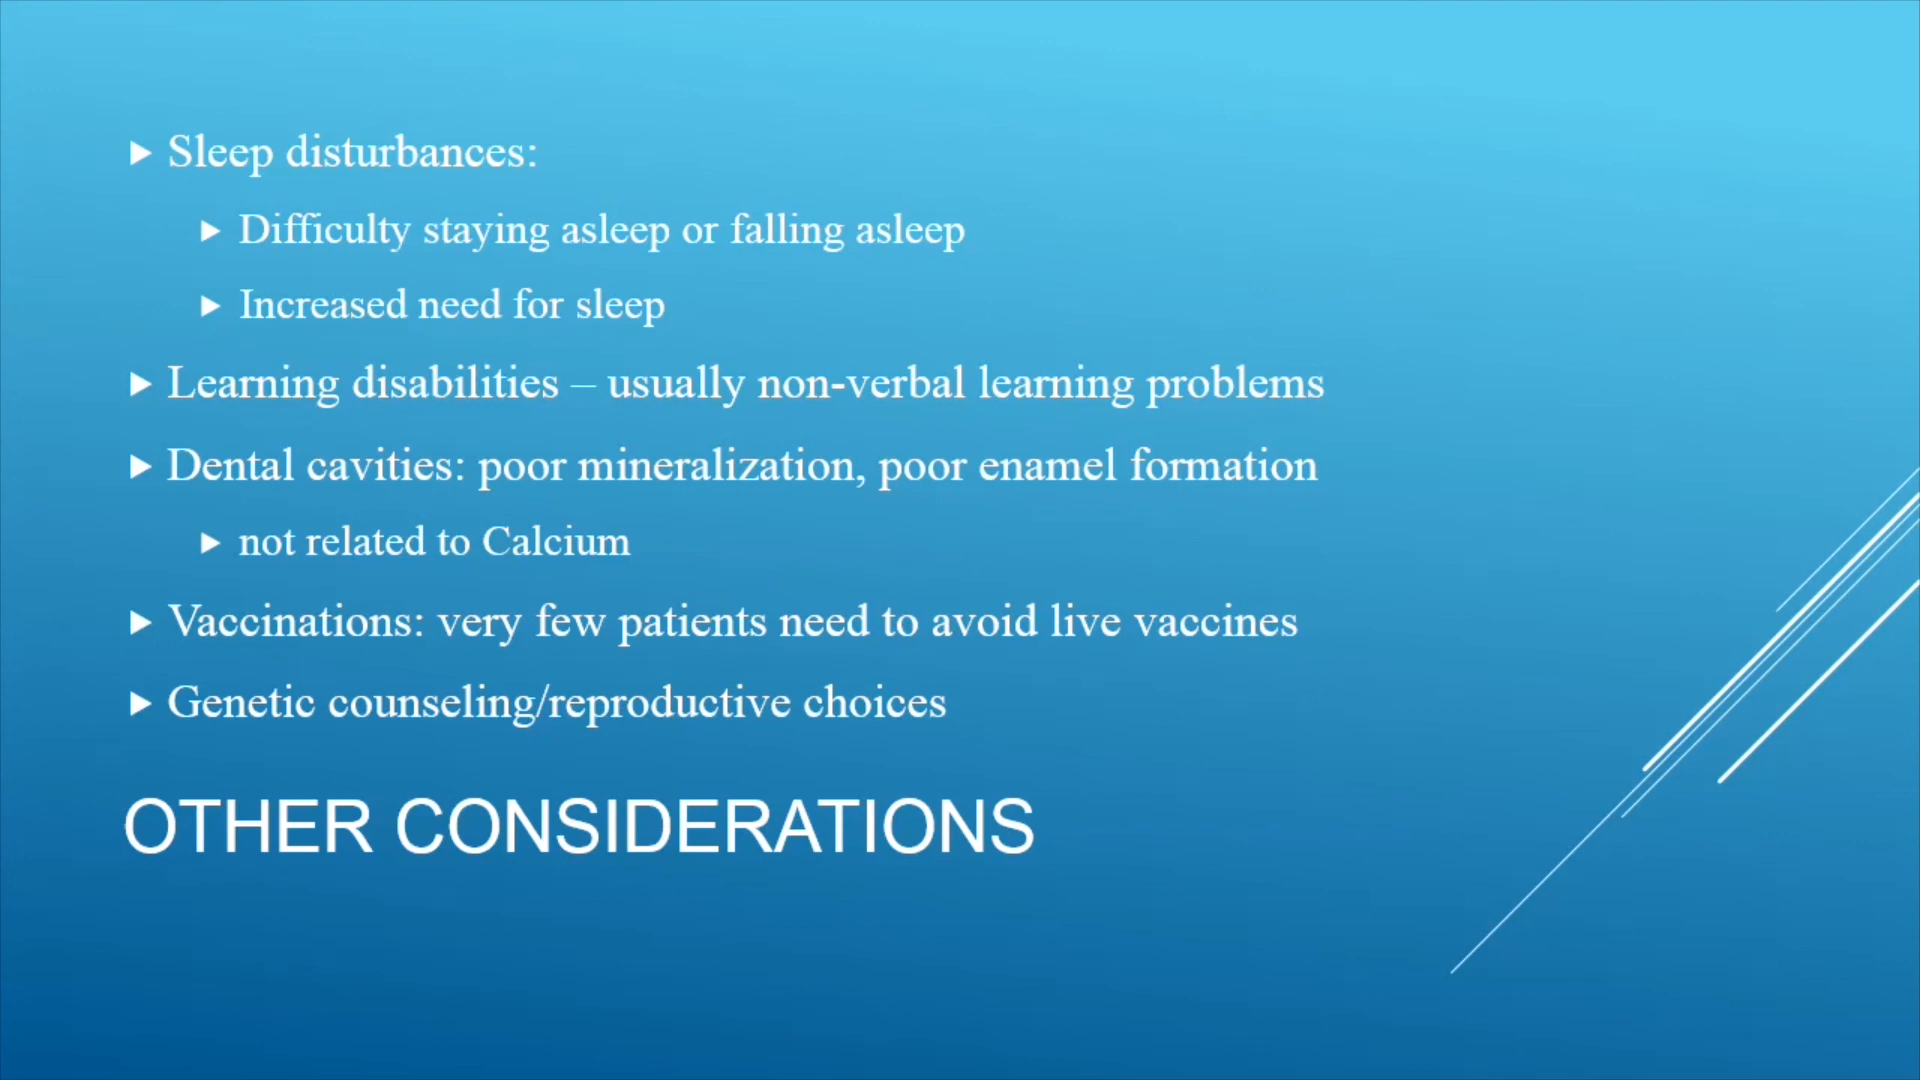 Sleep disturbances:
Difficulty staying asleep or falling asleep
Increased need for sleep
Learning disabilities – usually non-verbal learning problems
Dental cavities: poor mineralization, poor enamel formation
not related to Calcium
Vaccinations: very few patients need to avoid live vaccines
Genetic counseling/reproductive choices
OTHER CONSIDERATIONS